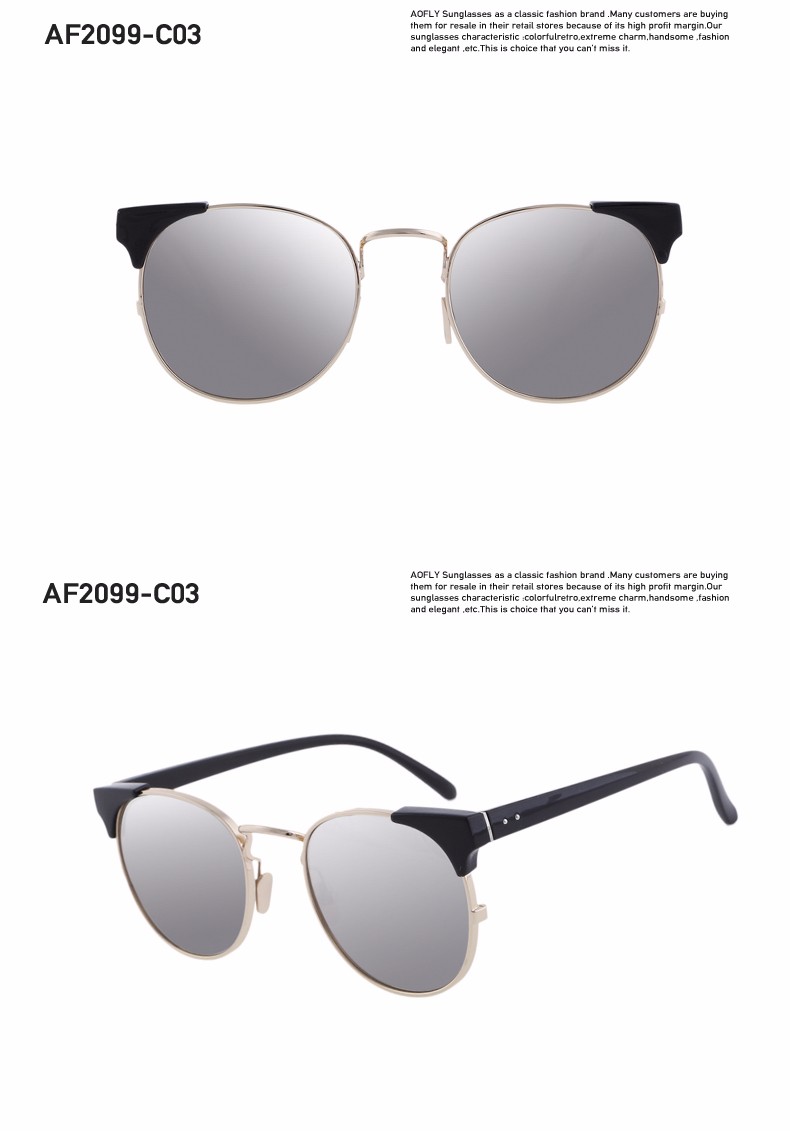 AF2099-C03
AOFLY Sunglasses as a classic fashion brand .Many customers are buying
them for resale in their retail stores because of its high profit margin.Our
sunglasses characteristic :colorfulretro,extreme charm,handsome ,fashion
and elegant ,etc.This is choice that you can't miss it.
AF2099-C03
AOFLY Sunglasses as a classic fashion brand .Many customers are buying
them for resale in their retail stores because of its high profit margin.Our
sunglasses characteristic :colorfulretro,extreme charm,handsome ,fashion
and elegant ,etc.This is choice that you can't miss it.